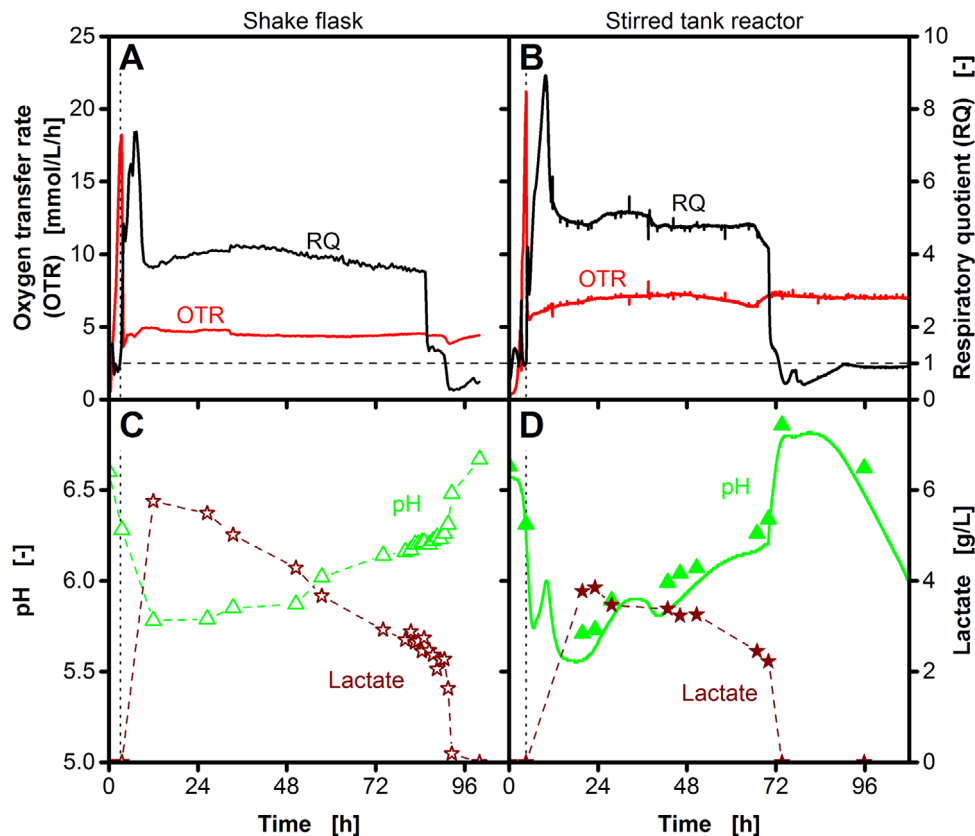 Shake flask
Stirred tank reactor
A
B
25
20
15
10
5
0
Oxygen transfer rate
(OTR) [mmol/L/h]
RQ
OTR
RQ
OTR
10
8
6
4
2
1
0
Respiratory quotient (RQ) [-]
C
D
6.5
6.0
5.5
5.0
pH [-]
pH
Lactate
pH
Lactate
8
6
4
2
0
Lactate [g/L]
0 24 48 72 96
0 24 48 72 96
Time [h]
Time [h]